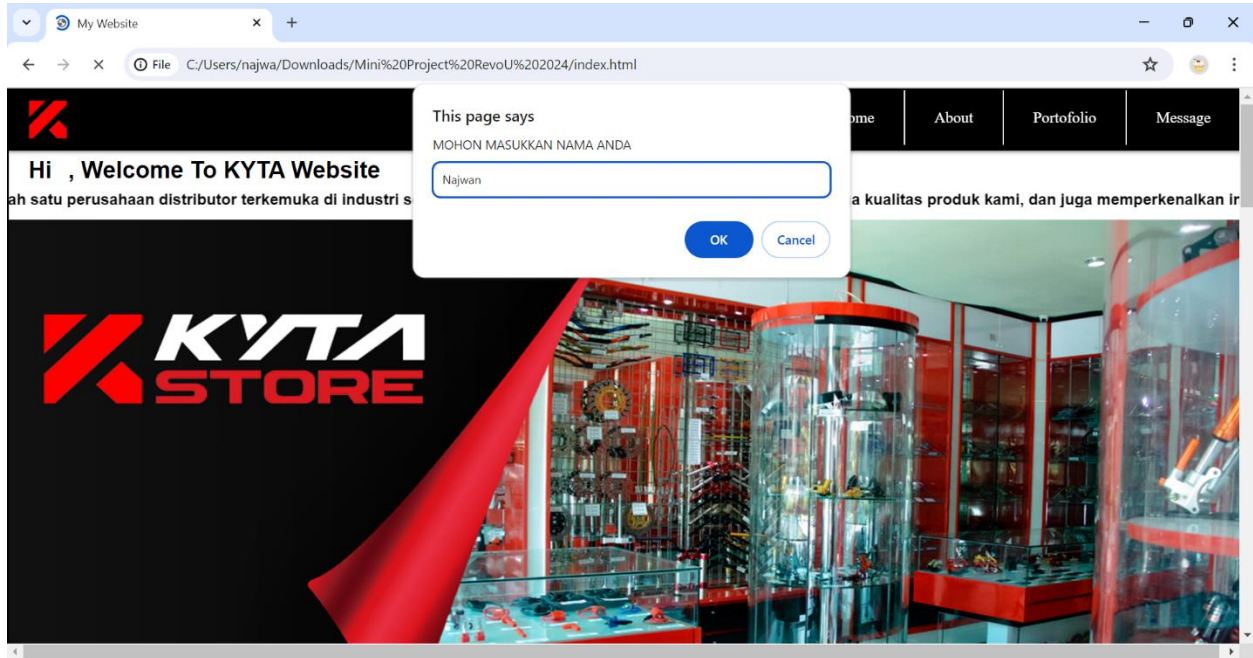 My Website
File C:/Users/najwa/Downloads/Mini%20Project%20RevoU%202024/index.html
ome About Portofolio Message
This page says
MOHON MASUKKAN NAMA ANDA
Najwan
OK Cancel
Hi , Welcome To KYTA Website
ah satu perusahaan distributor terkemuka di industri s a kualitas produk kami, dan juga memperkenalkan ir
KYTA
STORE